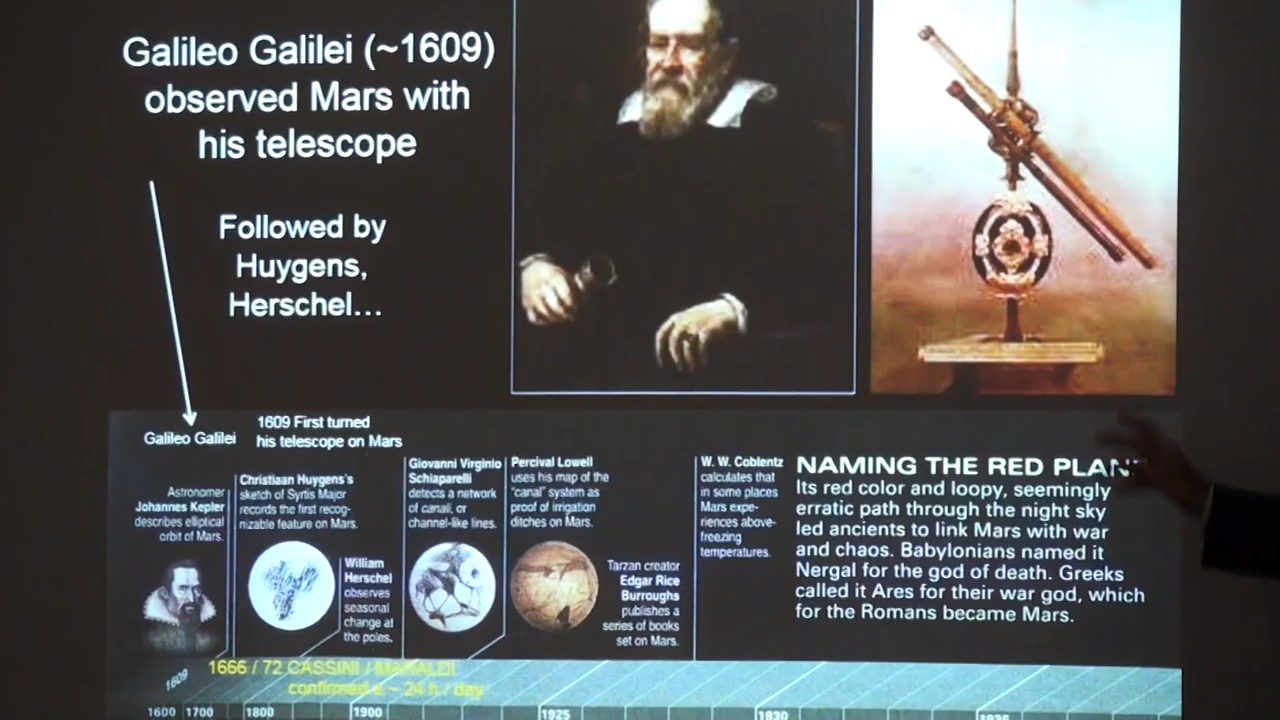 Galileo Galilei (~1609)
observed Mars with
his telescope
Followed by
Huygens,
Herschel...
Galileo Galilei
1609 First turned
his telescope on Mars
Astronomer
Johannes Kepler
describes elliptical
orbit of Mars.
Christiaan Huygens's
sketch of Syrtis Major
records the first recog-
nizable feature on Mars.
William
Herschel
observes
seasonal
change at
the poles.
Giovanni Virginio
Schiaparelli
detects a network
of canali, or
channel-like lines.
Percival Lowell
uses his map of the
"canal" system as
proof of irrigation
ditches on Mars.
Tarzan creator
Edgar Rice
Burroughs
publishes a
series of books
set on Mars.
W. W. Coblentz
calculates that
in some places
Mars expe-
riences above-
freezing
temperatures.
NAMING THE RED PLAN
Its red color and loopy, seemingly
erratic path through the night sky
led ancients to link Mars with war
and chaos. Babylonians named it
Nergal for the god of death. Greeks
called it Ares for their war god, which
for the Romans became Mars.
1609
1666 / 72 CASSINI / MARALDI
confirmed a ~ 24 h / day
1600 1700 1800 1900 1925 1930 1935